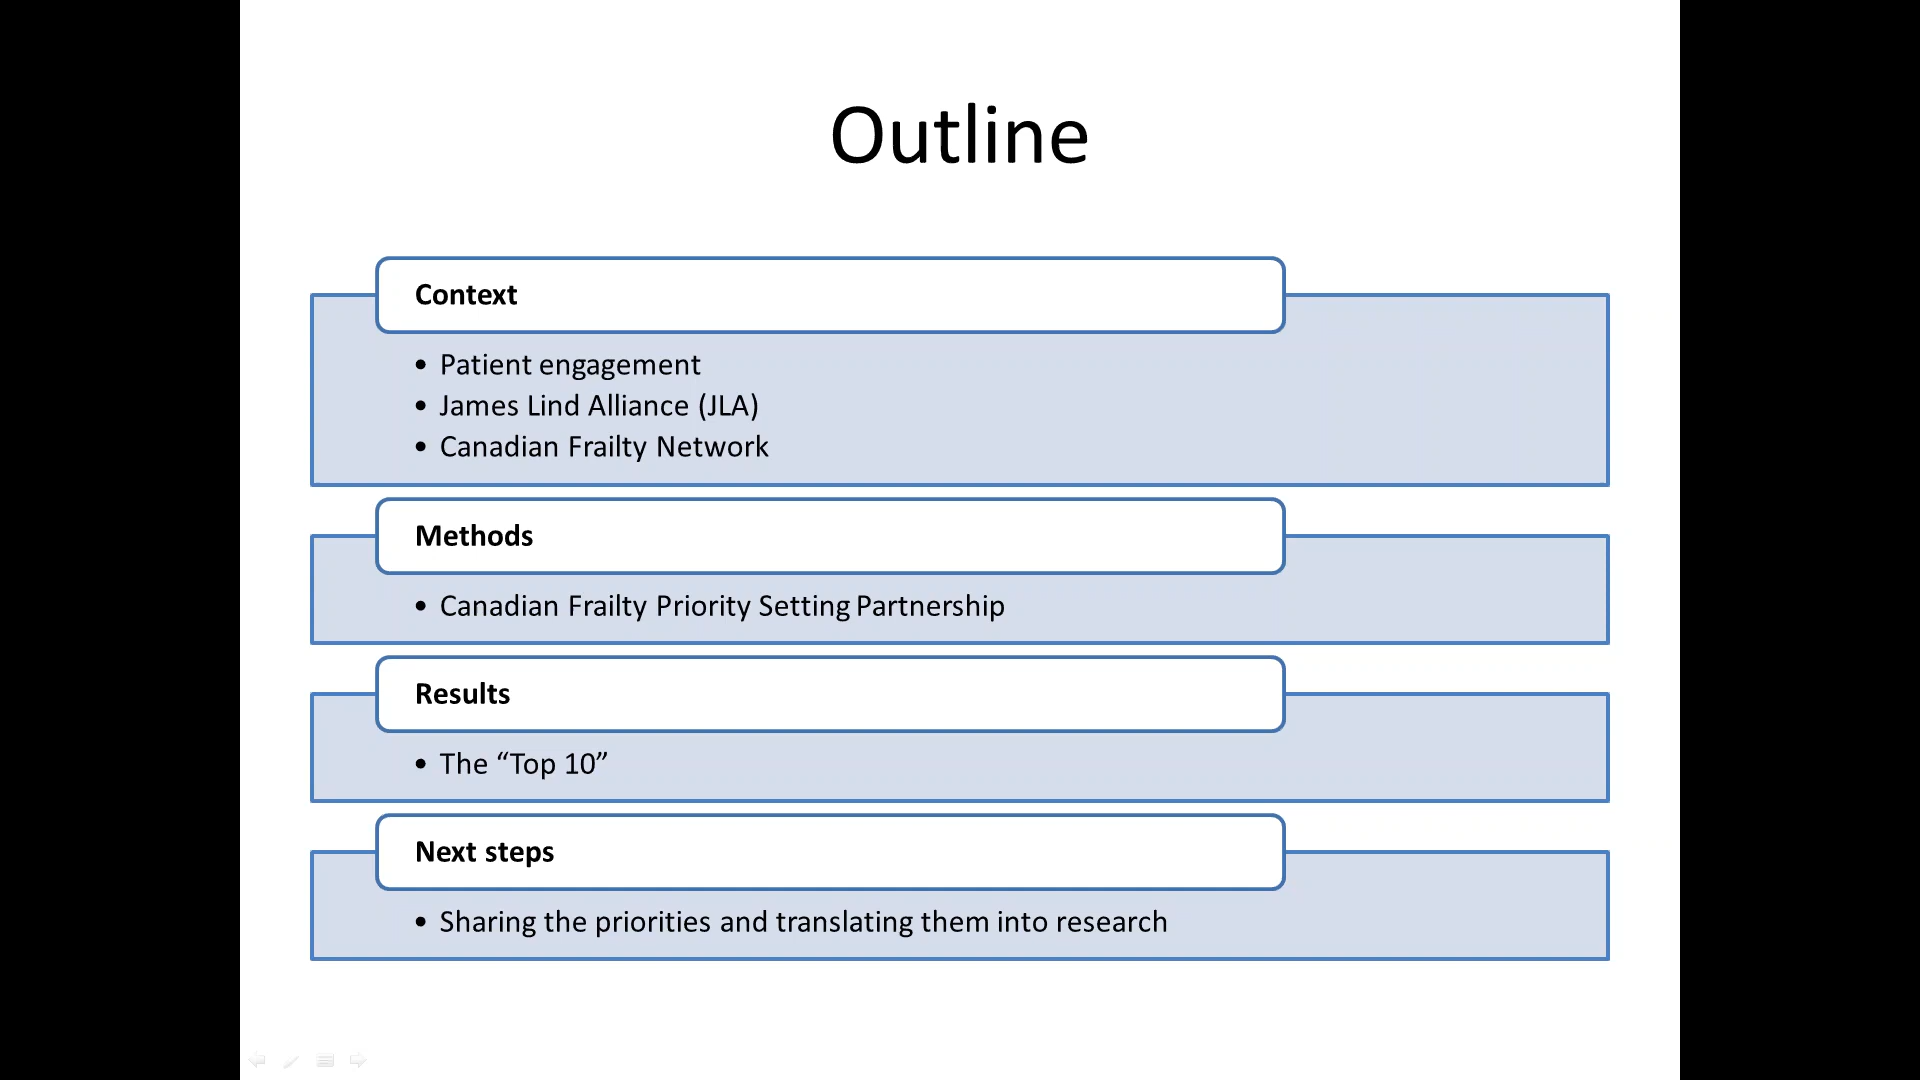 Outline
Context
• Patient engagement
• James Lind Alliance (JLA)
• Canadian Frailty Network
Methods
• Canadian Frailty Priority Setting Partnership
Results
• The “Top 10”
Next steps
• Sharing the priorities and translating them into research